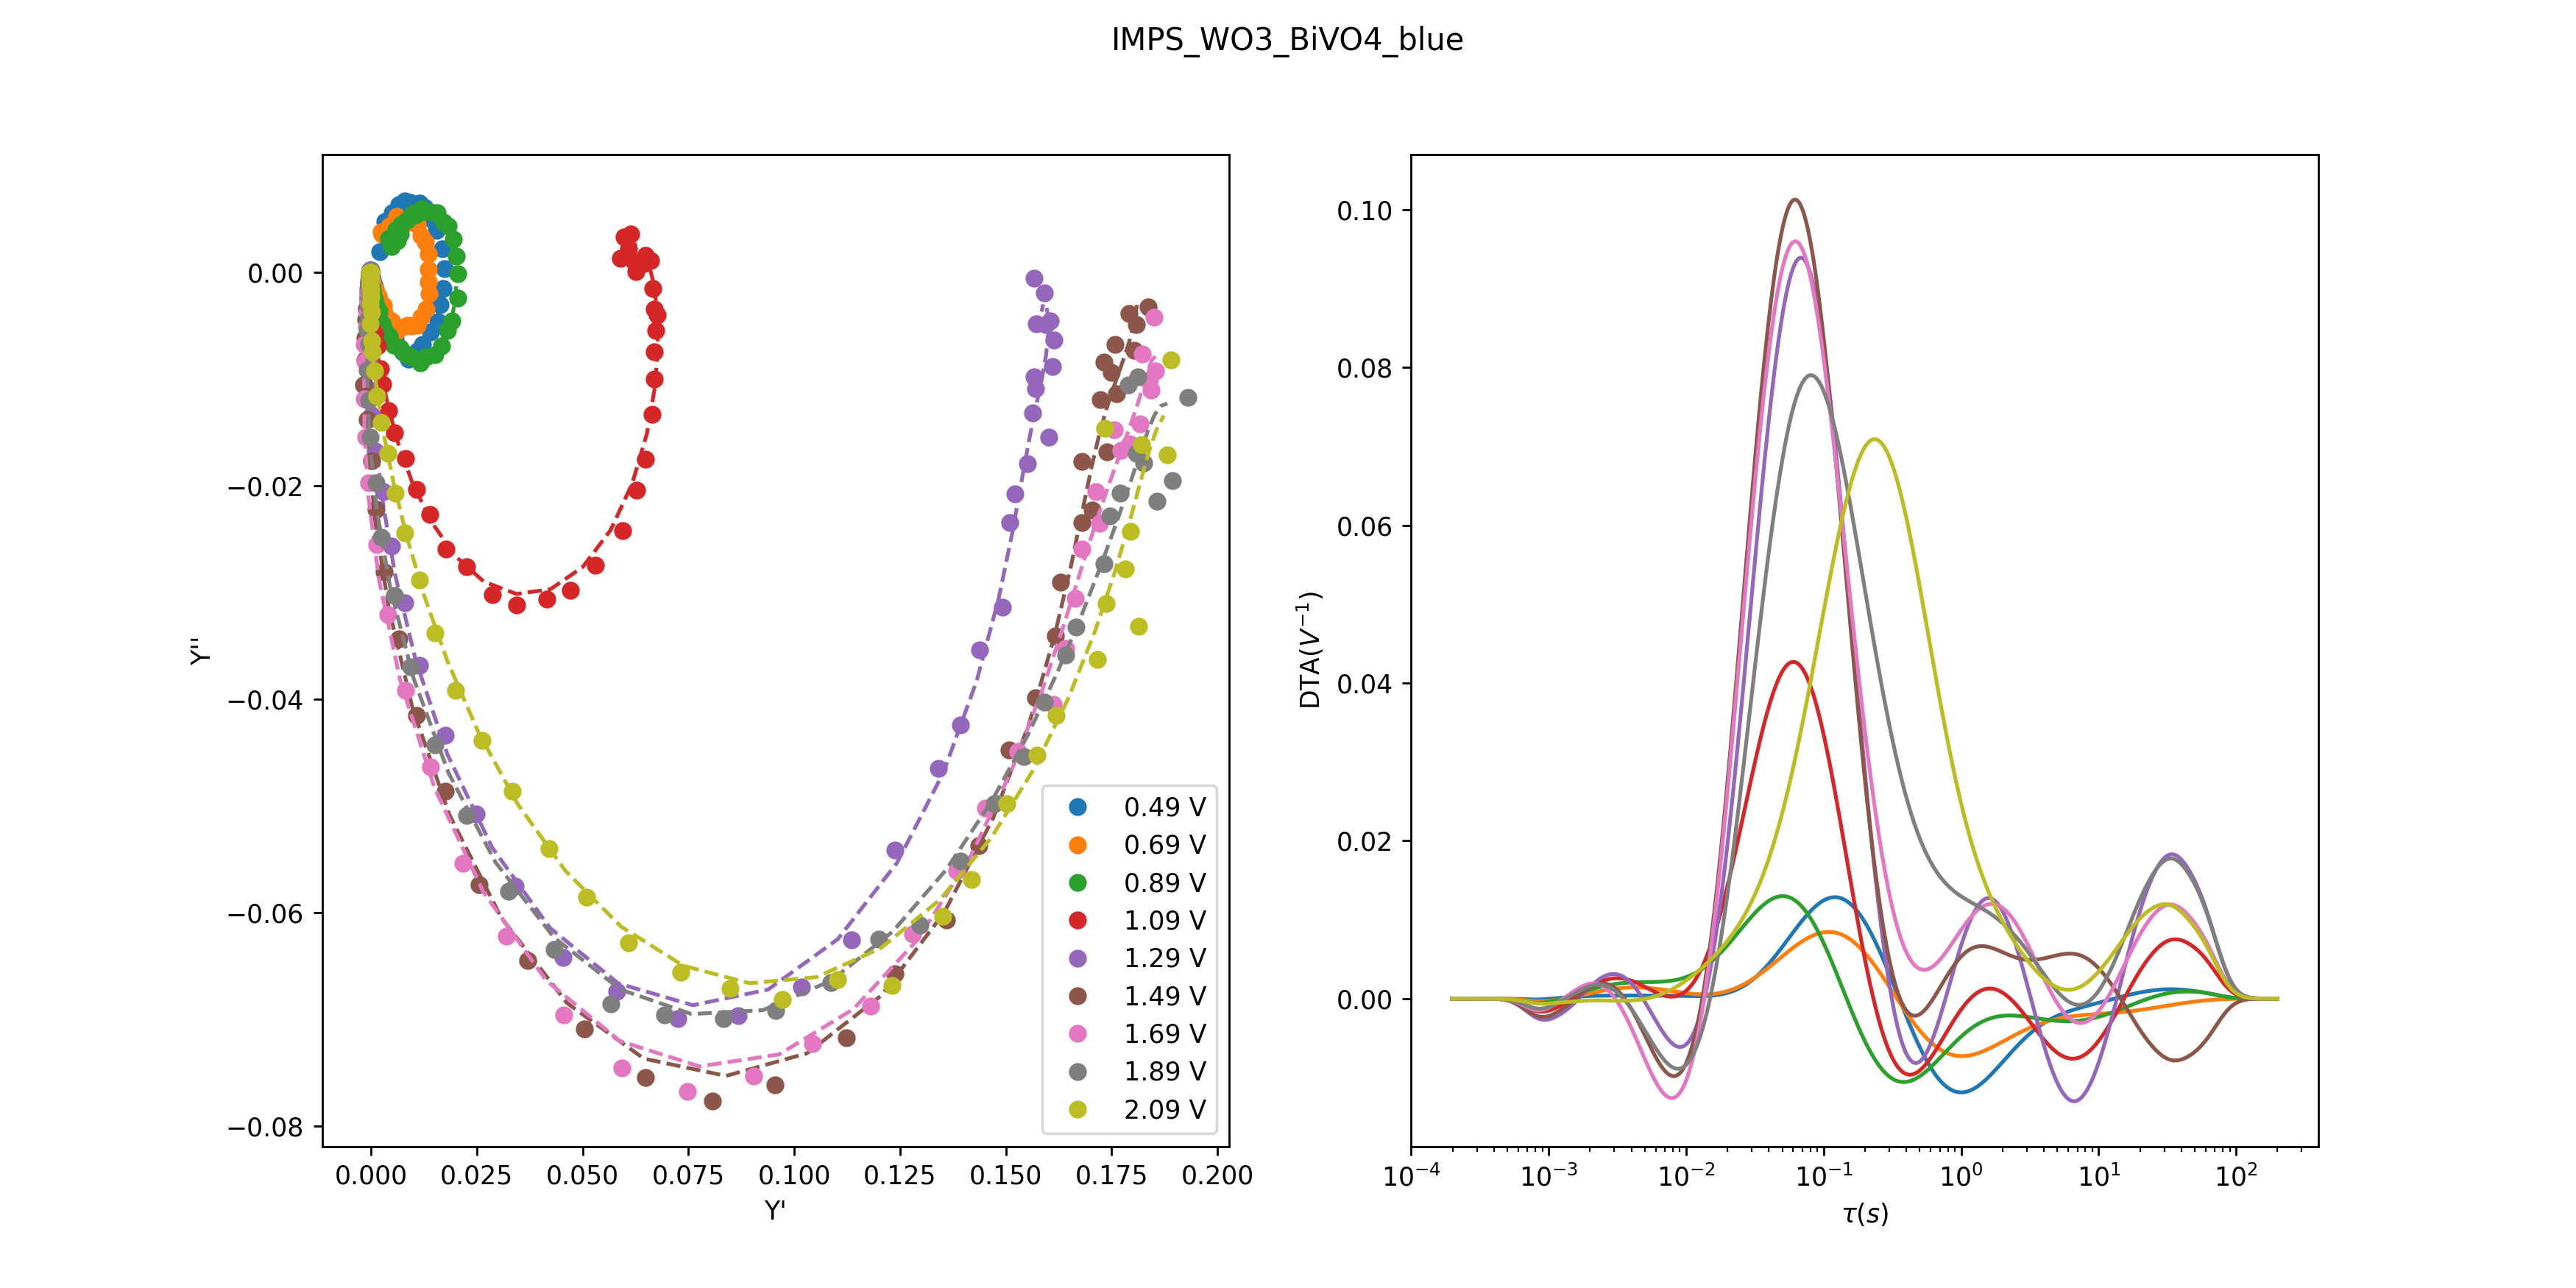 IMPS_WO3_BiVO4_blue
Y''
0.00
−0.02
−0.04
−0.06
−0.08
0.000 0.025 0.050 0.075 0.100 0.125 0.150 0.175 0.200
Y'
0.49 V
0.69 V
0.89 V
1.09 V
1.29 V
1.49 V
1.69 V
1.89 V
2.09 V
DTA(V⁻¹)
0.10
0.08
0.06
0.04
0.02
0.00
10⁻⁴ 10⁻³ 10⁻² 10⁻¹ 10⁰ 10¹ 10²
τ(s)